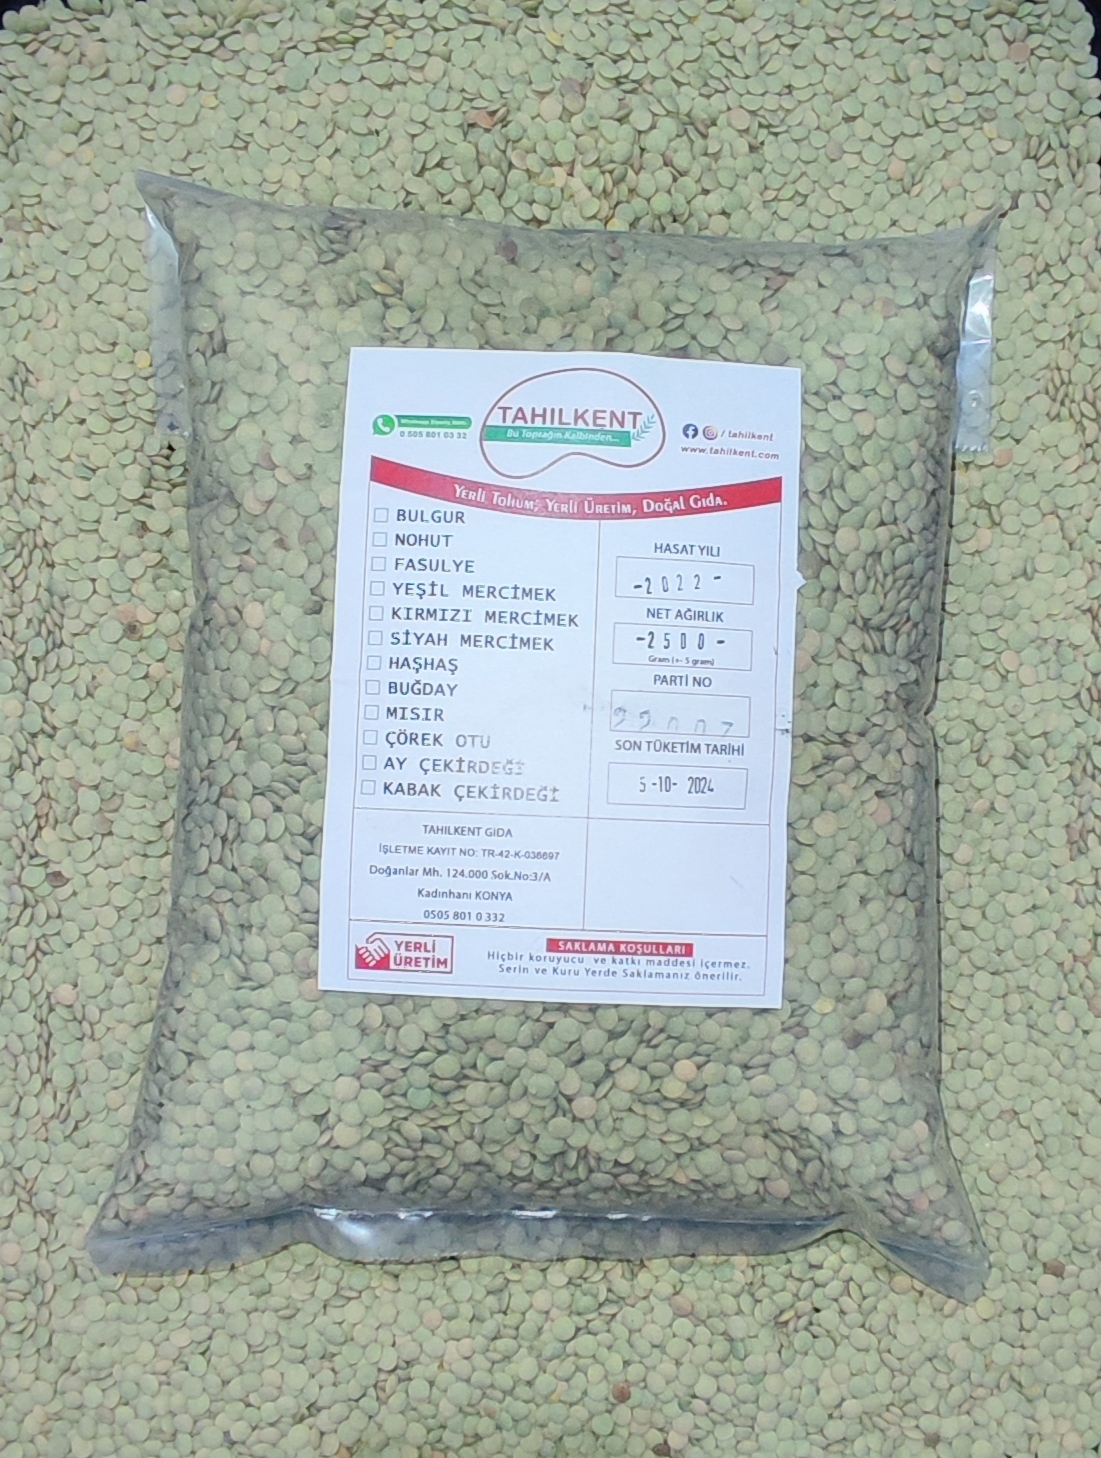 TAHILKENT
Bu Toprağın Kalbinden...
Whatsapp Sipariş Hattı
0 505 801 03 32
/ tahilkent
www.tahilkent.com
Yerli Tohum, Yerli Üretim, Doğal Gıda.
BULGUR
NOHUT
FASULYE
YEŞİL MERCİMEK
KIRMIZI MERCİMEK
SİYAH MERCİMEK
HAŞHAŞ
BUĞDAY
MISIR
ÇÖREK OTU
AY ÇEKİRDEĞİ
KABAK ÇEKİRDEĞİ
HASAT YILI
-2022-
NET AĞIRLIK
-2500-
Gram (+- 5 gram)
PARTİ NO
SON TÜKETİM TARİHİ
5-10-2024
TAHILKENT GIDA
İŞLETME KAYIT NO: TR-42-K-036697
Doğanlar Mh. 124.000 Sok.No:3/A
Kadınhanı KONYA
0505 801 0 332
YERLİ
ÜRETİM
SAKLAMA KOŞULLARI
Hiçbir koruyucu ve katkı maddesi içermez.
Serin ve Kuru Yerde Saklamanız önerilir.